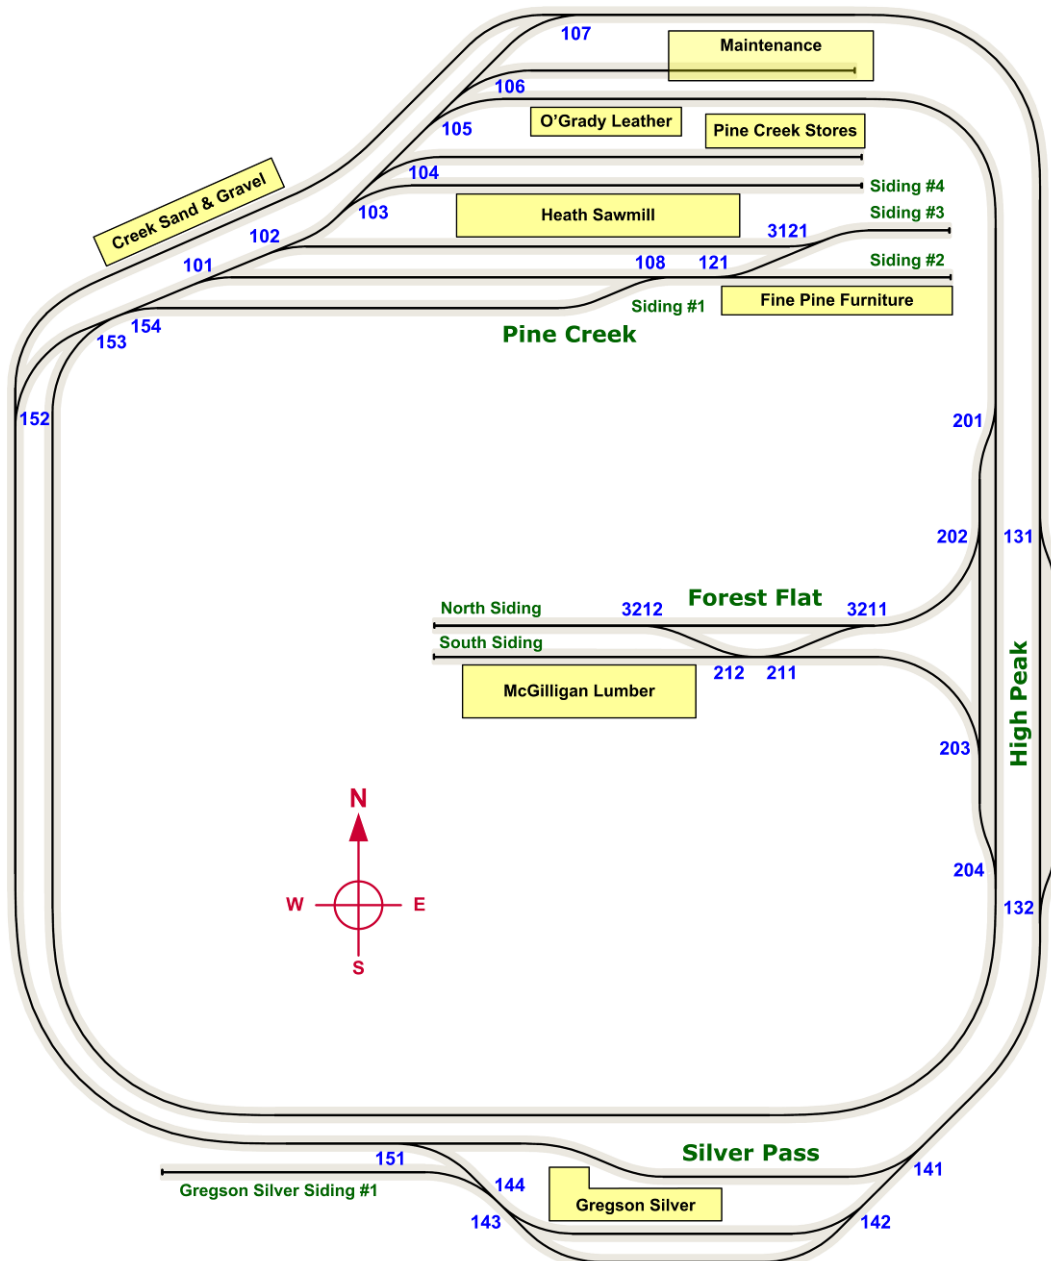 107
Maintenance
106
O'Grady Leather
105
Pine Creek Stores
104
Siding #4
Creek Sand & Gravel
103
Heath Sawmill
Siding #3
102
3121
101
108
121
Siding #2
Fine Pine Furniture
Siding #1
154
153
Pine Creek
152
201
202
131
Forest Flat
North Siding
3212
3211
South Siding
212
211
McGilligan Lumber
High Peak
203
N
204
W
E
132
S
Silver Pass
151
141
Gregson Silver Siding #1
144
Gregson Silver
143
142